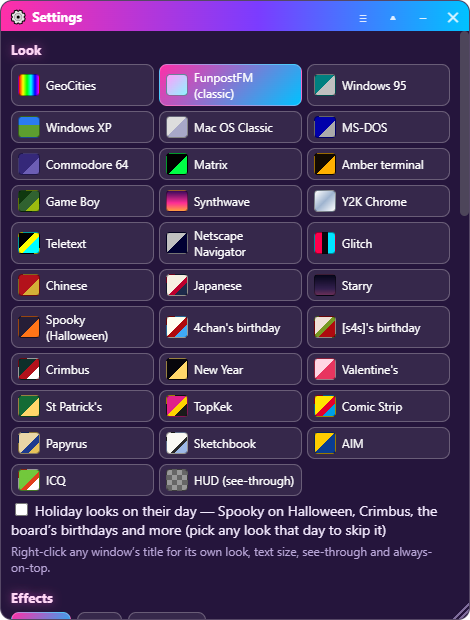 Settings
Look
GeoCities
FunpostFM
(classic)
Windows 95
Windows XP
Mac OS Classic
MS-DOS
Commodore 64
Matrix
Amber terminal
Game Boy
Synthwave
Y2K Chrome
Teletext
Netscape
Navigator
Glitch
Chinese
Japanese
Starry
Spooky
(Halloween)
4chan's birthday
[s4s]'s birthday
Crimbus
New Year
Valentine's
St Patrick's
TopKek
Comic Strip
Papyrus
Sketchbook
AIM
ICQ
HUD (see-through)
Holiday looks on their day — Spooky on Halloween, Crimbus, the
board's birthdays and more (pick any look that day to skip it)
Right-click any window's title for its own look, text size, see-through and always-
on-top.
Effects